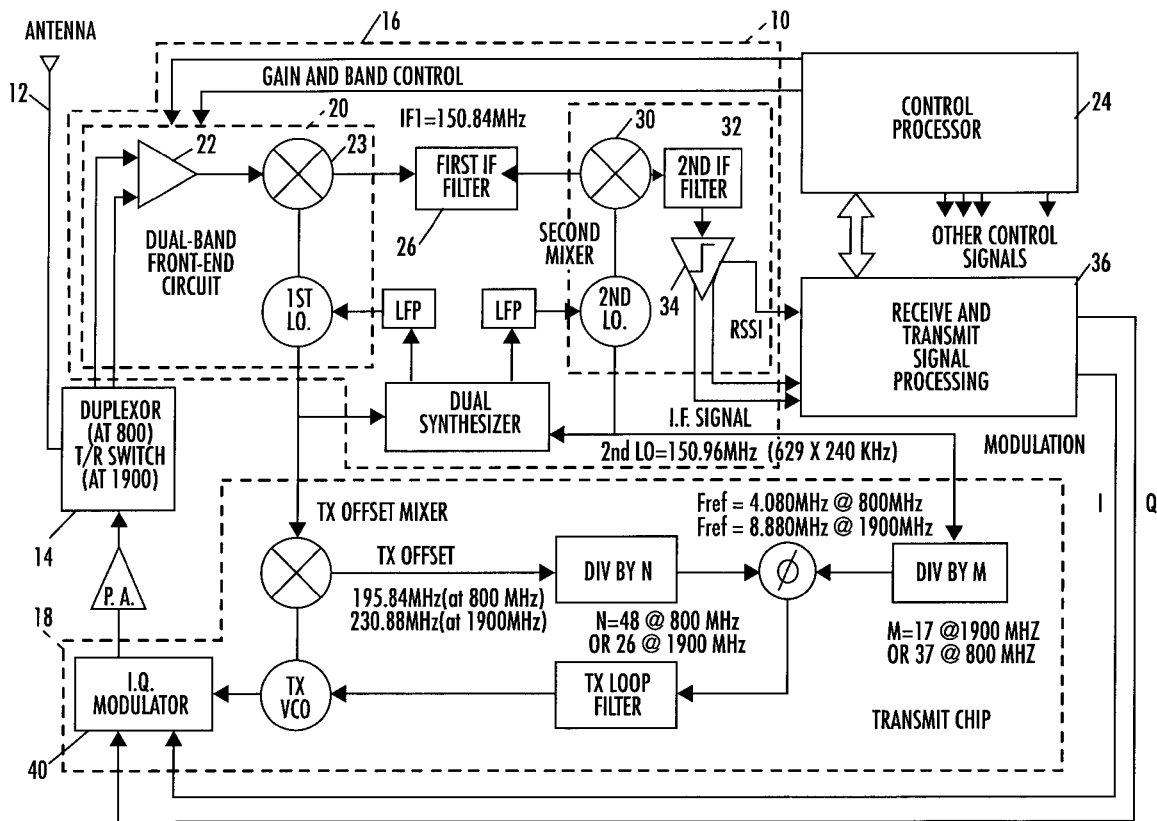 ANTENNA
16
10
12
GAIN AND BAND CONTROL
20
IF1=150.84MHz
30
32
CONTROL
PROCESSOR
24
22
23
FIRST IF
FILTER
26
2ND IF
FILTER
DUAL-BAND
FRONT-END
CIRCUIT
SECOND
MIXER
34
OTHER CONTROL
SIGNALS
36
1ST
LO.
LFP
LFP
2ND
LO.
RSSI
RECEIVE AND
TRANSMIT
SIGNAL
PROCESSING
DUPLEXOR
(AT 800)
T/R SWITCH
(AT 1900)
14
DUAL
SYNTHESIZER
I.F. SIGNAL
2nd LO=150.96MHz (629 X 240 KHz)
MODULATION
I
Q
TX OFFSET MIXER
Fref = 4.080MHz @ 800MHz
Fref = 8.880MHz @ 1900MHz
TX OFFSET
DIV BY N
Ø
DIV BY M
195.84MHz(at 800 MHz)
230.88MHz(at 1900MHz)
N=48 @ 800 MHz
OR 26 @ 1900 MHz
M=17 @1900 MHZ
OR 37 @ 800 MHZ
P. A.
18
I.Q.
MODULATOR
40
TX
VCO
TX LOOP
FILTER
TRANSMIT CHIP